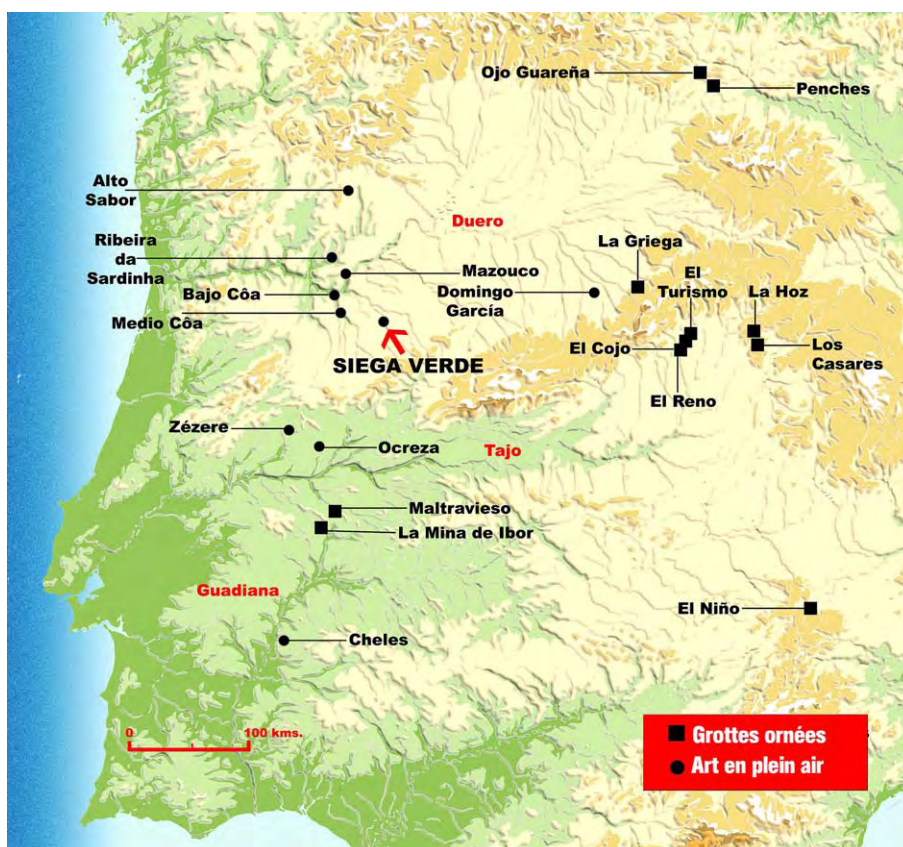 Ojo Guareña
Penches
Alto
Sabor
Duero
La Griega
Ribeira
da
Sardinha
El
Turismo
La Hoz
Mazouco
Domingo
García
Bajo Côa
Medio Côa
El Cojo
Los
Casares
SIEGA VERDE
El Reno
Zézere
Ocreza
Tajo
Maltravieso
La Mina de Ibor
Guadiana
El Niño
Cheles
0
100 kms.
Grottes ornées
Art en plein air